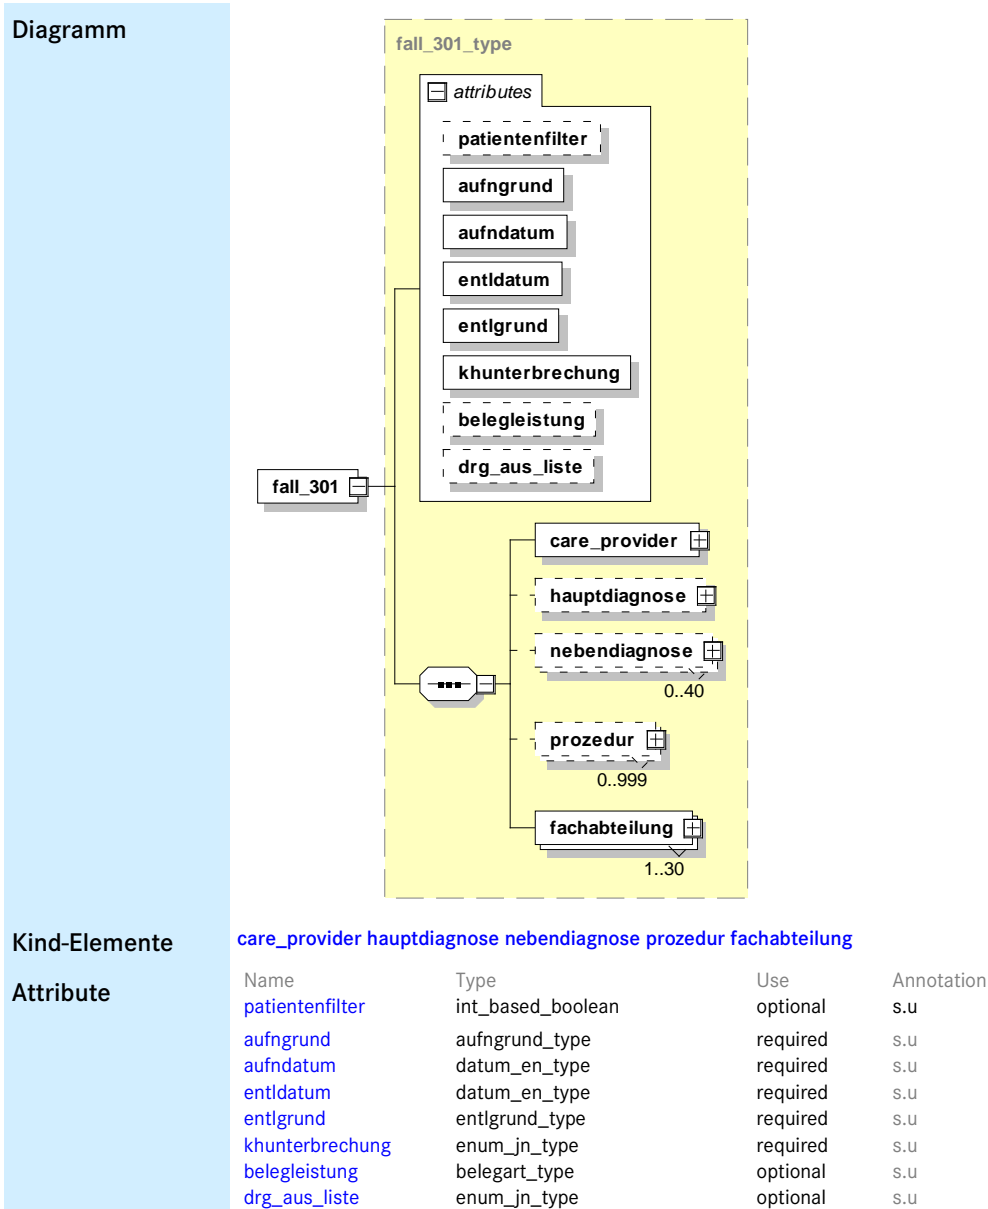 Diagramm
fall_301_type
attributes
patientenfilter
aufngrund
aufndatum
entldatum
entlgrund
khunterbrechung
belegleistung
drg_aus_liste
fall_301
care_provider
hauptdiagnose
nebendiagnose
0..40
prozedur
0..999
fachabteilung
1..30
Kind-Elemente care_provider hauptdiagnose nebendiagnose prozedur fachabteilung
Attribute
Name Type Use Annotation
patientenfilter int_based_boolean optional s.u
aufngrund aufngrund_type required s.u
aufndatum datum_en_type required s.u
entldatum datum_en_type required s.u
entlgrund entlgrund_type required s.u
khunterbrechung enum_jn_type required s.u
belegleistung belegart_type optional s.u
drg_aus_liste enum_jn_type optional s.u